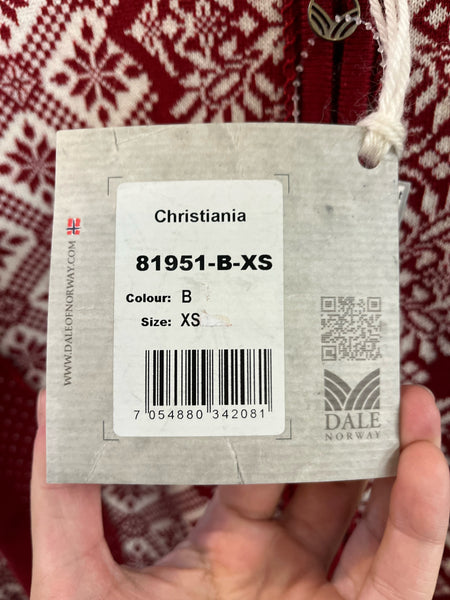 Christiania
81951-B-XS
Colour: B
Size: XS
7 054880 342081
WWW.DALEOFNORWAY.COM
DALE
NORWAY